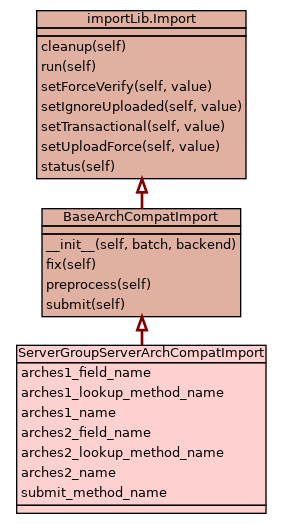 importLib.Import
cleanup(self)
run(self)
setForceVerify(self, value)
setIgnoreUploaded(self, value)
setTransactional(self, value)
setUploadForce(self, value)
status(self)
BaseArchCompatImport
__init__(self, batch, backend)
fix(self)
preprocess(self)
submit(self)
ServerGroupServerArchCompatImport
arches1_field_name
arches1_lookup_method_name
arches1_name
arches2_field_name
arches2_lookup_method_name
arches2_name
submit_method_name